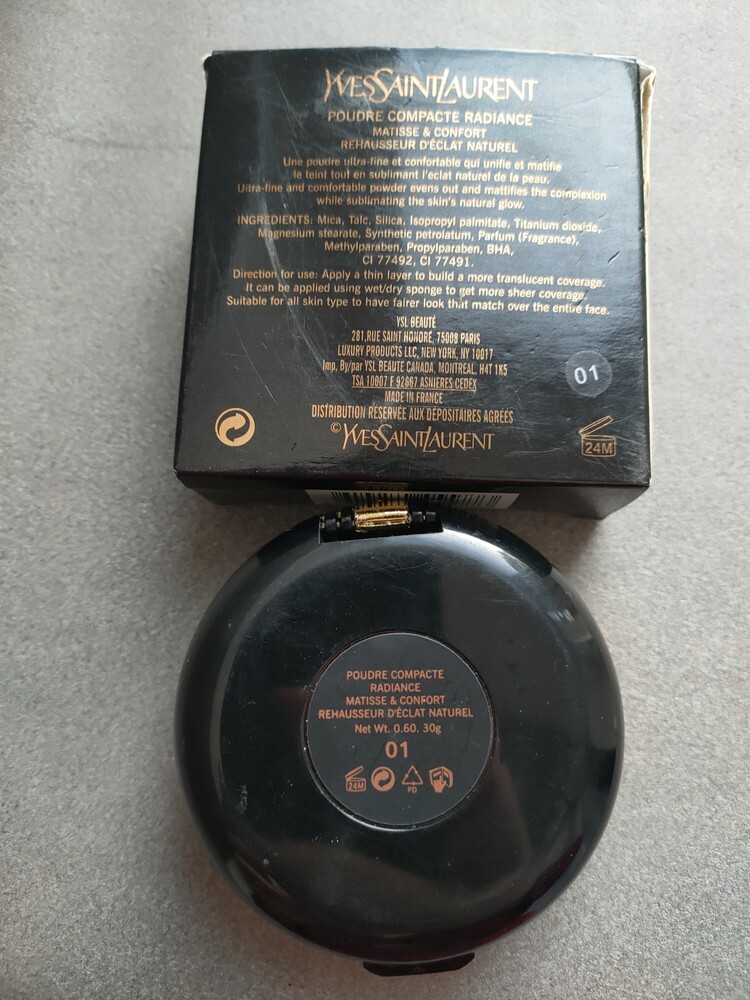 YVESSAINTLAURENT
POUDRE COMPACTE RADIANCE
MATISSE & CONFORT
REHAUSSEUR D'ÉCLAT NATUREL
Une poudre ultra-fine et confortable qui unifie et matifie
le teint tout en sublimant l'eclat naturel de la peau,
Ultra-fine and comfortable powder evens out and mattifies the complexion
while sublimating the skin's natural glow.
INGREDIENTS: Mica, Talc, Silica, Isopropyl palmitate, Titanium dioxide,
Magnesium stearate, Synthetic petrolatum, Parfum (Fragrance),
Methylparaben, Propylparaben, BHA,
CI 77492, CI 77491.
Direction for use: Apply a thin layer to build a more translucent coverage.
It can be applied using wet/dry sponge to get more sheer coverage.
Suitable for all skin type to have fairer look that match over the entire face.
YSL BEAUTÉ
281,RUE SAINT HONORÉ, 75008 PARIS
LUXURY PRODUCTS LLC, NEW YORK, NY 10017
Imp. By/par YSL BEAUTE CANADA, MONTREAL, H4T 1K5
TSA 10007 F 92667 ASNIERES CEDEX
MADE IN FRANCE
DISTRIBUTION RÉSERVÉE AUX DÉPOSITAIRES AGRÉÉS
©YVESSAINTLAURENT
01
24M
POUDRE COMPACTE
RADIANCE
MATISSE & CONFORT
REHAUSSEUR D'ÉCLAT NATUREL
Net Wt. 0.60. 30g
01
24M
PD